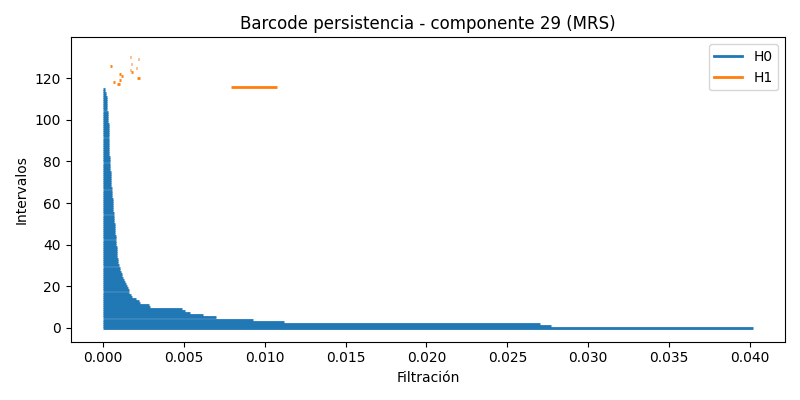 Barcode persistencia - componente 29 (MRS)
H0
H1
Intervalos
120
100
80
60
40
20
0
0.000 0.005 0.010 0.015 0.020 0.025 0.030 0.035 0.040
Filtración